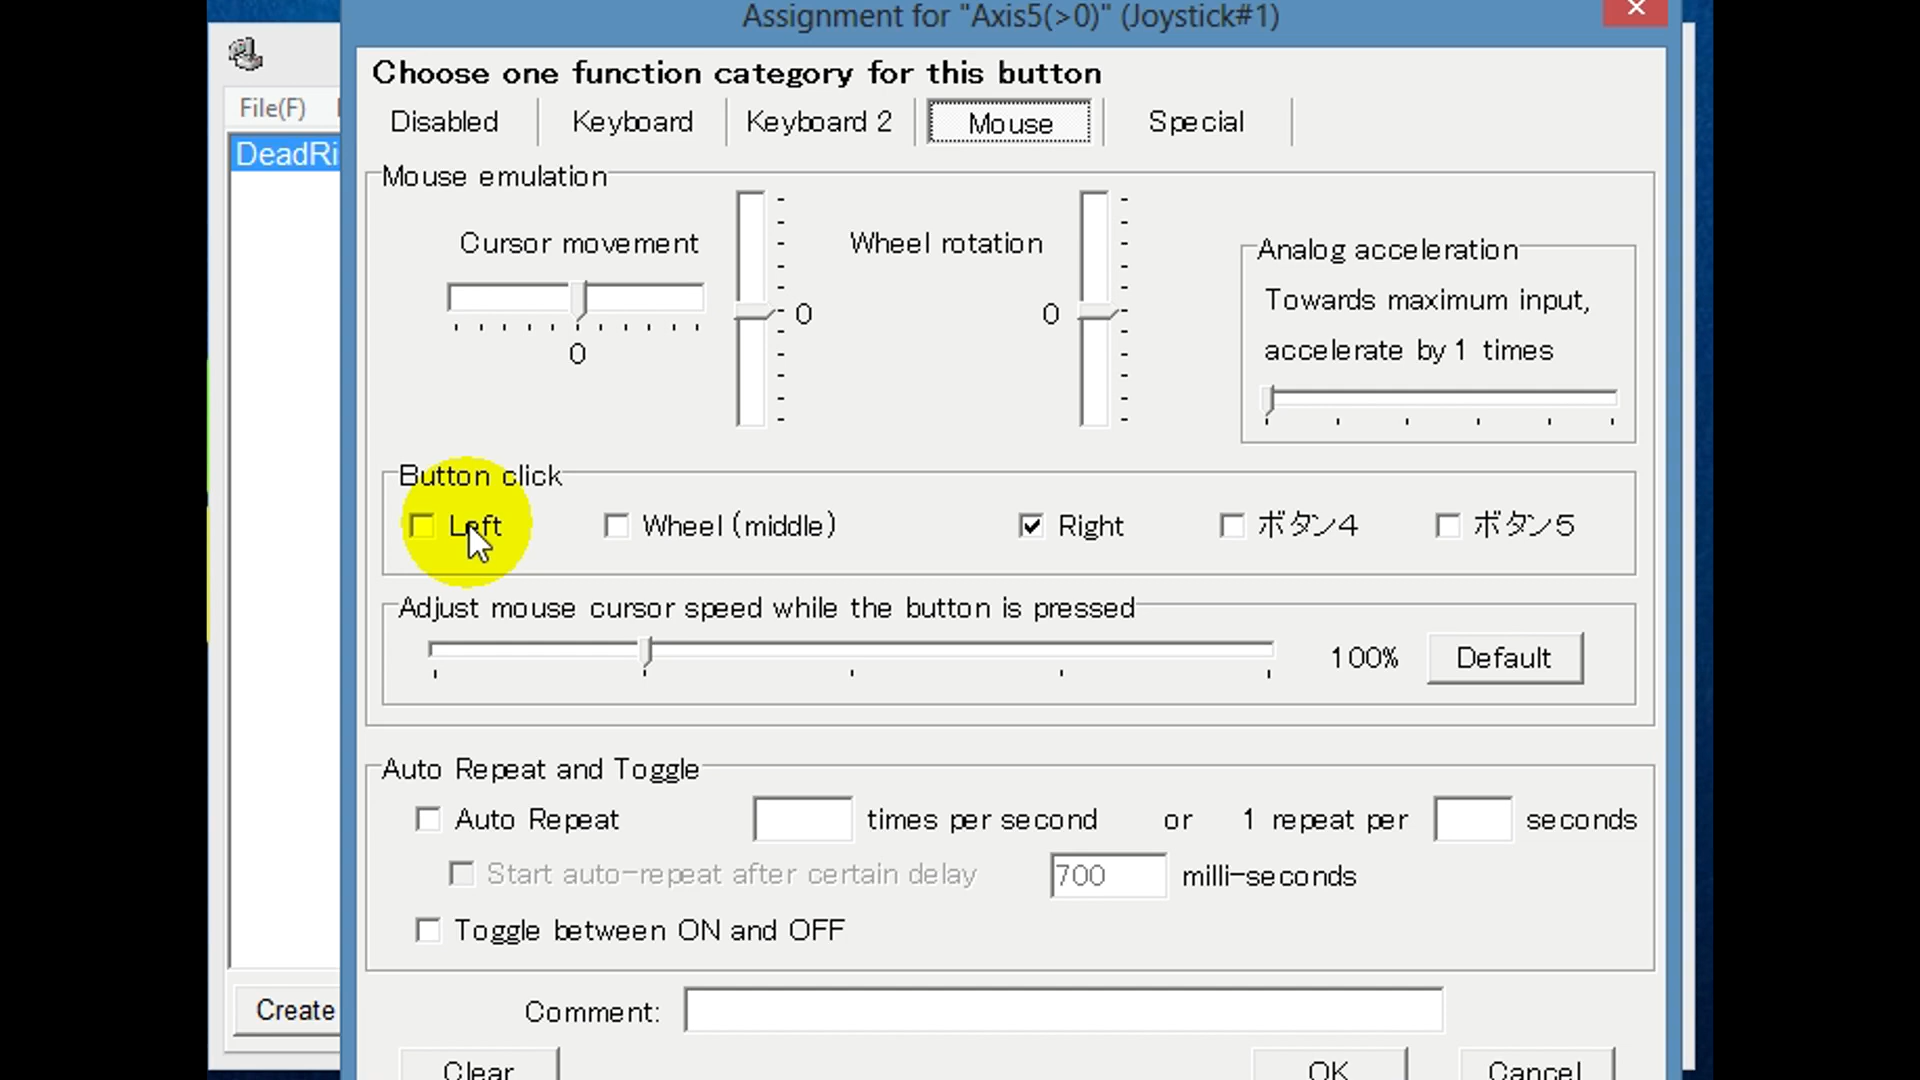 Assignment for "Axis5(>0)" (Joystick#1)
Choose one function category for this button
File(F)
Disabled Keyboard Keyboard 2 Mouse Special
DeadRi
Mouse emulation
Cursor movement Wheel rotation
Analog acceleration
Towards maximum input,
0 0
accelerate by 1 times
0
Button click
Left Wheel (middle) Right ボタン4 ボタン5
Adjust mouse cursor speed while the button is pressed
100% Default
Auto Repeat and Toggle
Auto Repeat times per second or 1 repeat per seconds
Start auto-repeat after certain delay 700 milli-seconds
Toggle between ON and OFF
Create
Comment:
Clear OK Cancel